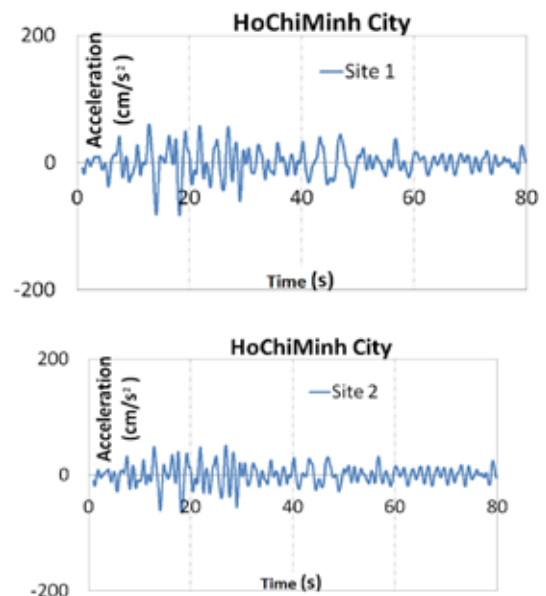 HoChiMinh City
200
Acceleration
(cm/s²)
Site 1
0
0
20
40
60
80
Time (s)
-200
HoChiMinh City
200
Acceleration
(cm/s²)
Site 2
0
0
20
40
60
80
Time (s)
-200